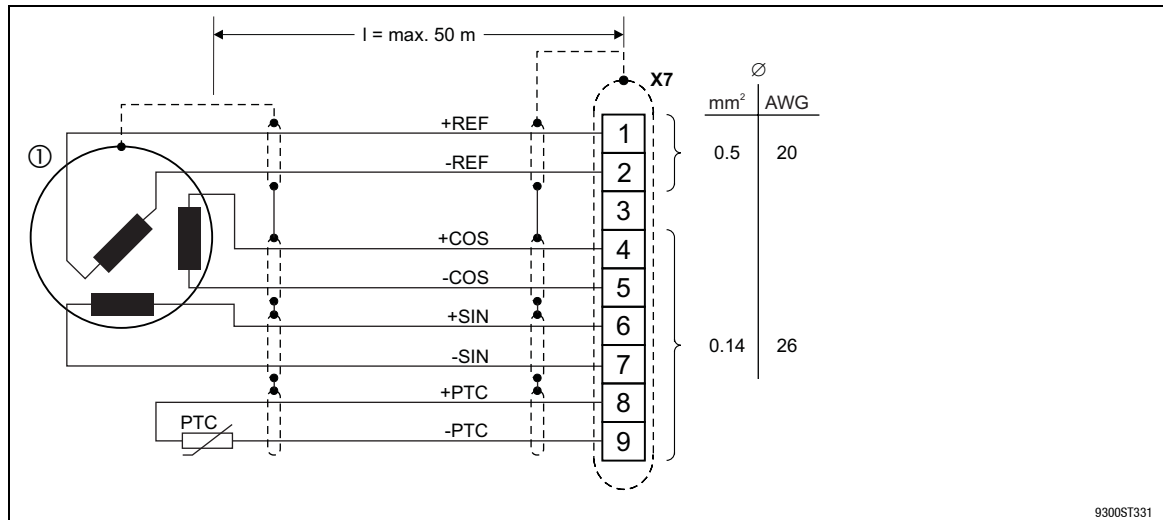 l = max. 50 m
X7
∅
mm² AWG
+REF 1
-REF 2
0.5 20
3
+COS 4
-COS 5
+SIN 6
-SIN 7
0.14 26
+PTC 8
-PTC 9
PTC
①
9300ST331